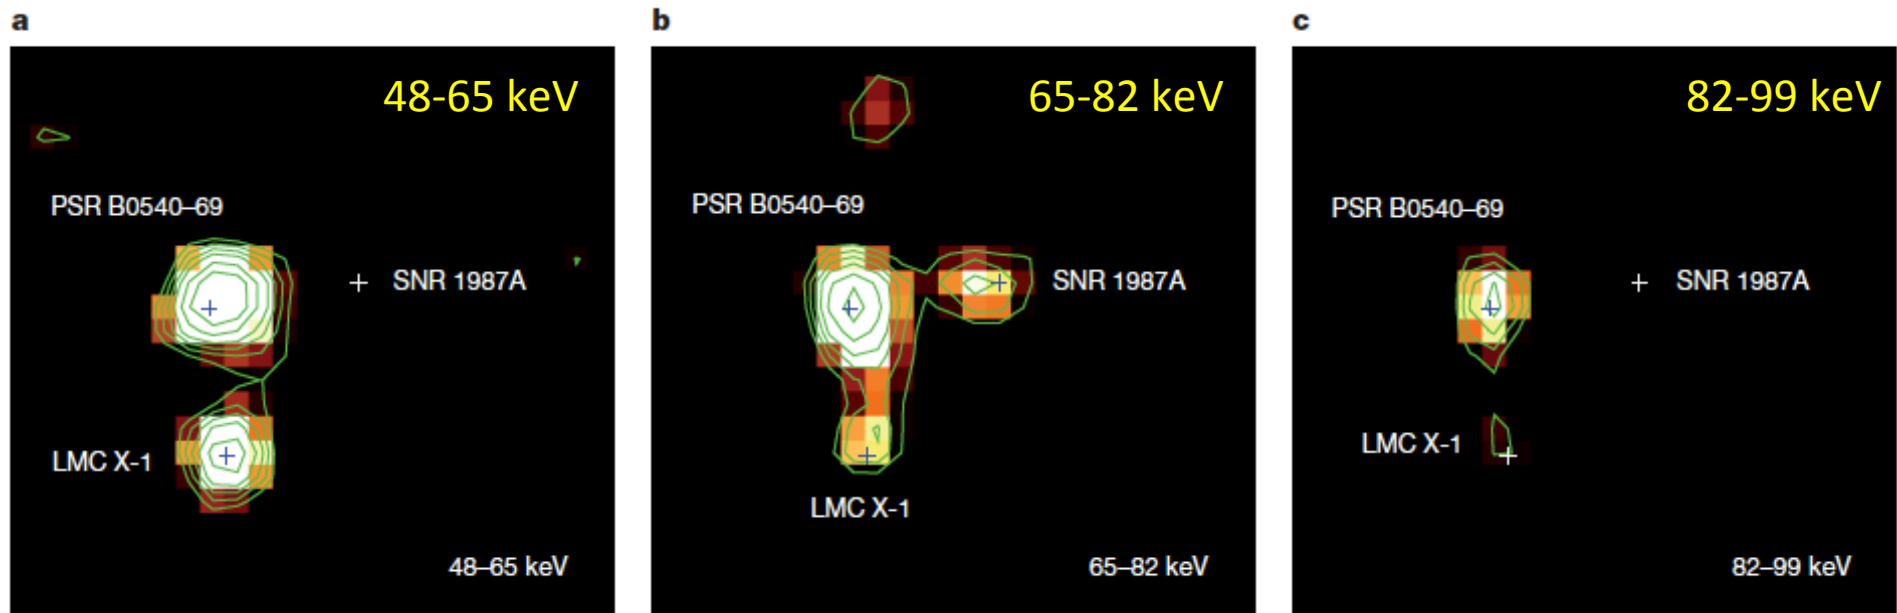 a
48-65 keV
PSR B0540–69
SNR 1987A
LMC X-1
48–65 keV
b
65-82 keV
PSR B0540–69
SNR 1987A
LMC X-1
65–82 keV
c
82-99 keV
PSR B0540–69
SNR 1987A
LMC X-1
82–99 keV